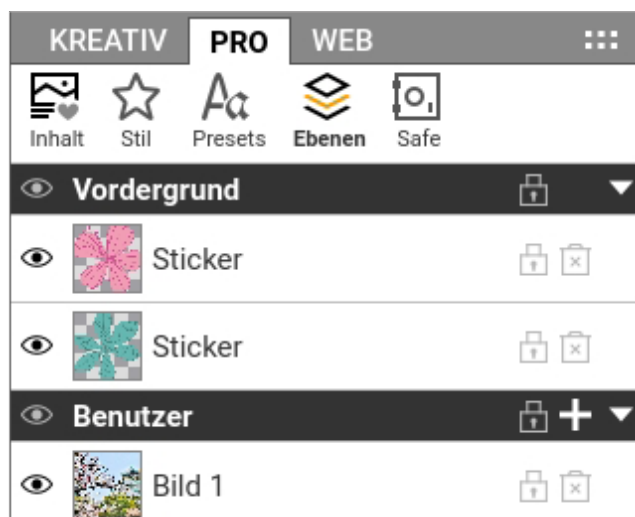 KREATIV PRO WEB
Inhalt Stil Presets Ebenen Safe
Vordergrund
Sticker
Sticker
Benutzer
Bild 1